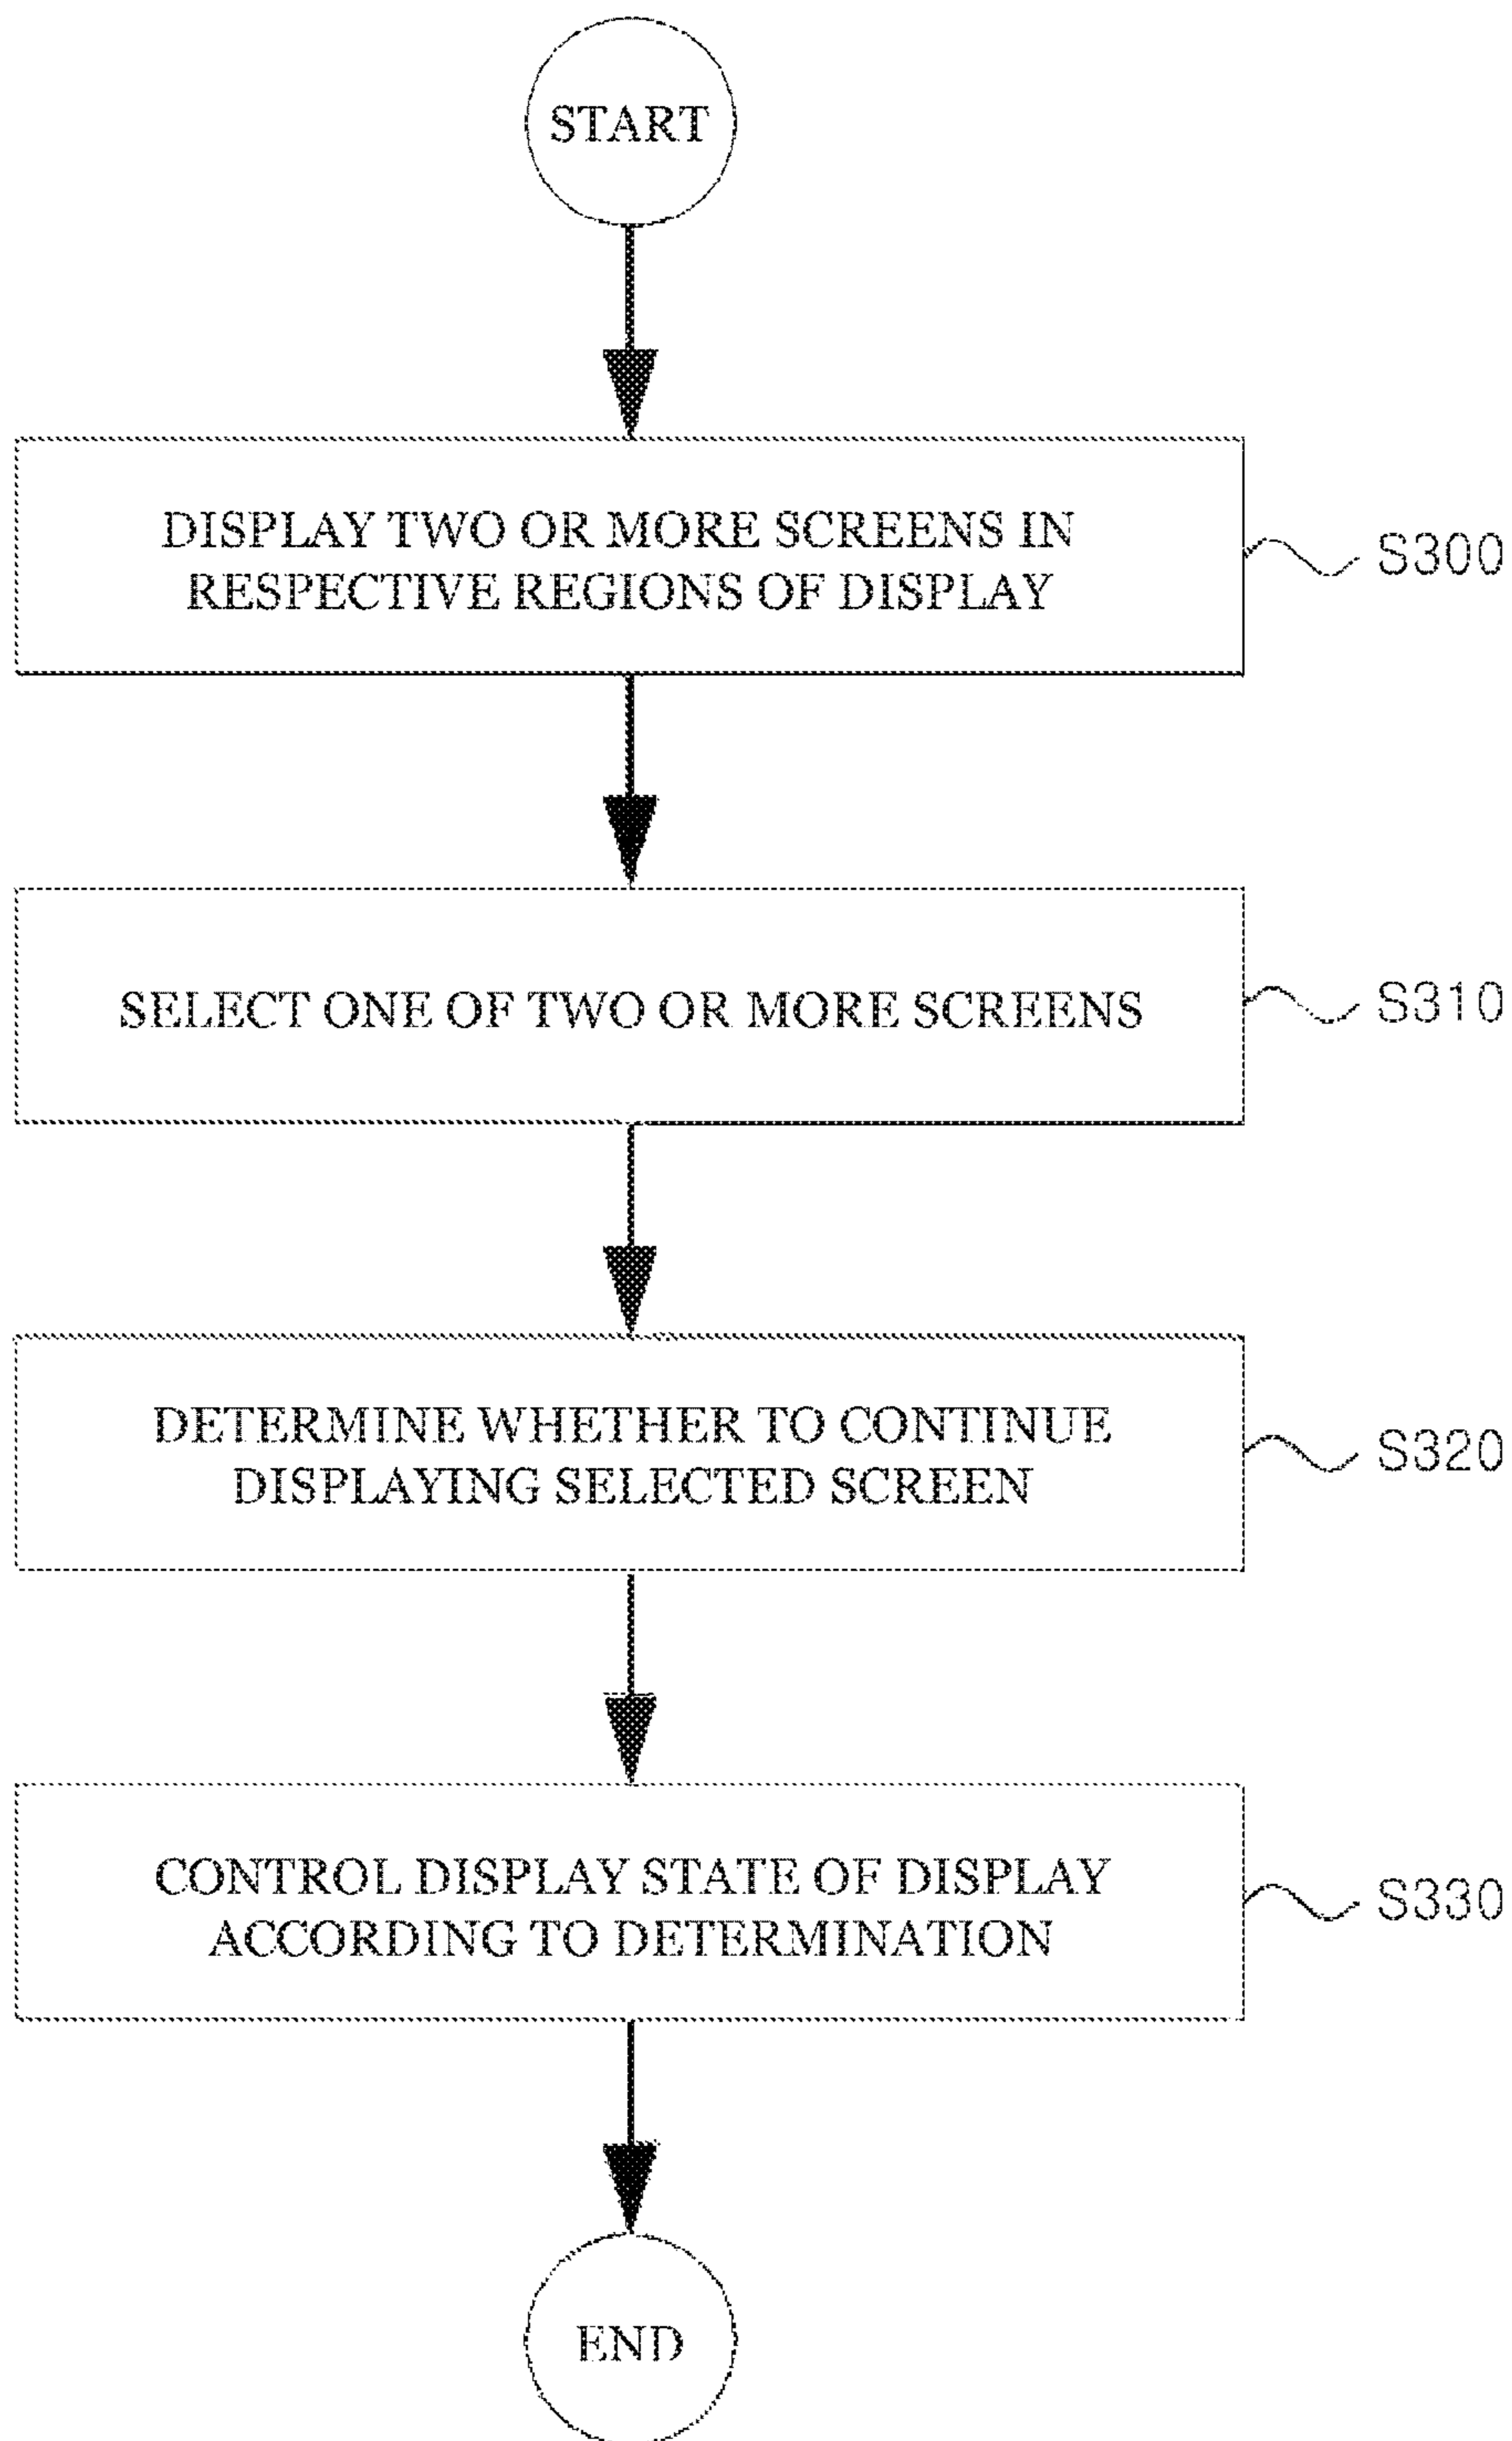 START
DISPLAY TWO OR MORE SCREENS IN
RESPECTIVE REGIONS OF DISPLAY
S300
SELECT ONE OF TWO OR MORE SCREENS
S310
DETERMINE WHETHER TO CONTINUE
DISPLAYING SELECTED SCREEN
S320
CONTROL DISPLAY STATE OF DISPLAY
ACCORDING TO DETERMINATION
S330
END